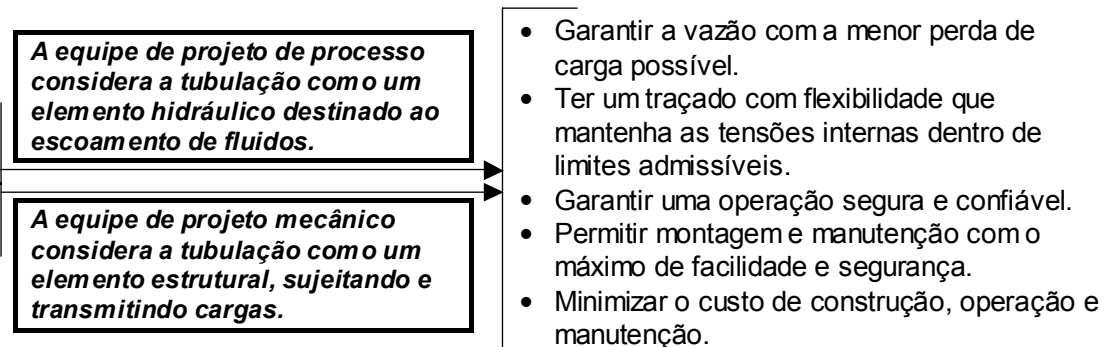 A equipe de projeto de processo
considera a tubulação como um
elemento hidráulico destinado ao
escoamento de fluidos.
A equipe de projeto mecânico
considera a tubulação como um
elemento estrutural, sujeitando e
transmitindo cargas.
• Garantir a vazão com a menor perda de
carga possível.
• Ter um traçado com flexibilidade que
mantenha as tensões internas dentro de
limites admissíveis.
• Garantir uma operação segura e confiável.
• Permitir montagem e manutenção com o
máximo de facilidade e segurança.
• Minimizar o custo de construção, operação e
manutenção.